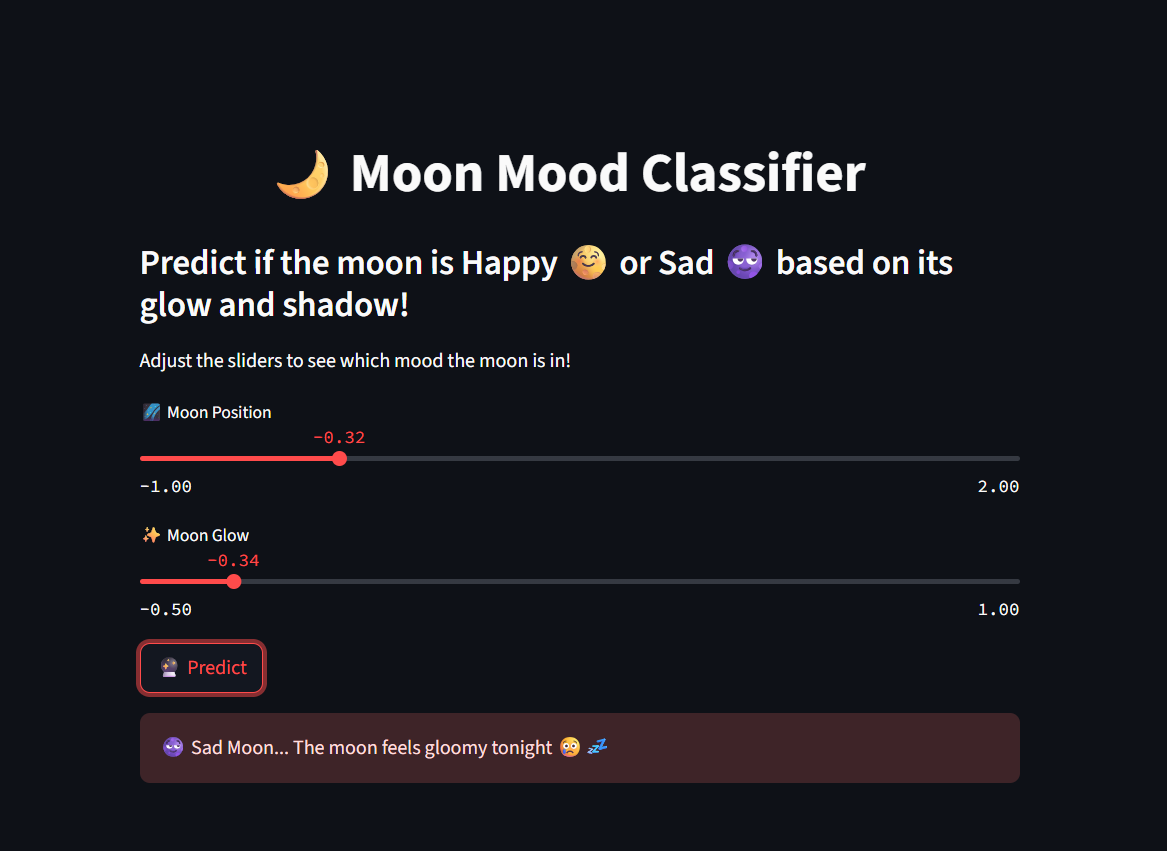 🌙 Moon Mood Classifier
Predict if the moon is Happy 😊 or Sad 😈 based on its
glow and shadow!
Adjust the sliders to see which mood the moon is in!
🌌 Moon Position
-0.32
-1.00 2.00
✨ Moon Glow
-0.34
-0.50 1.00
🔮 Predict
Sad Moon... The moon feels gloomy tonight 😢 💤